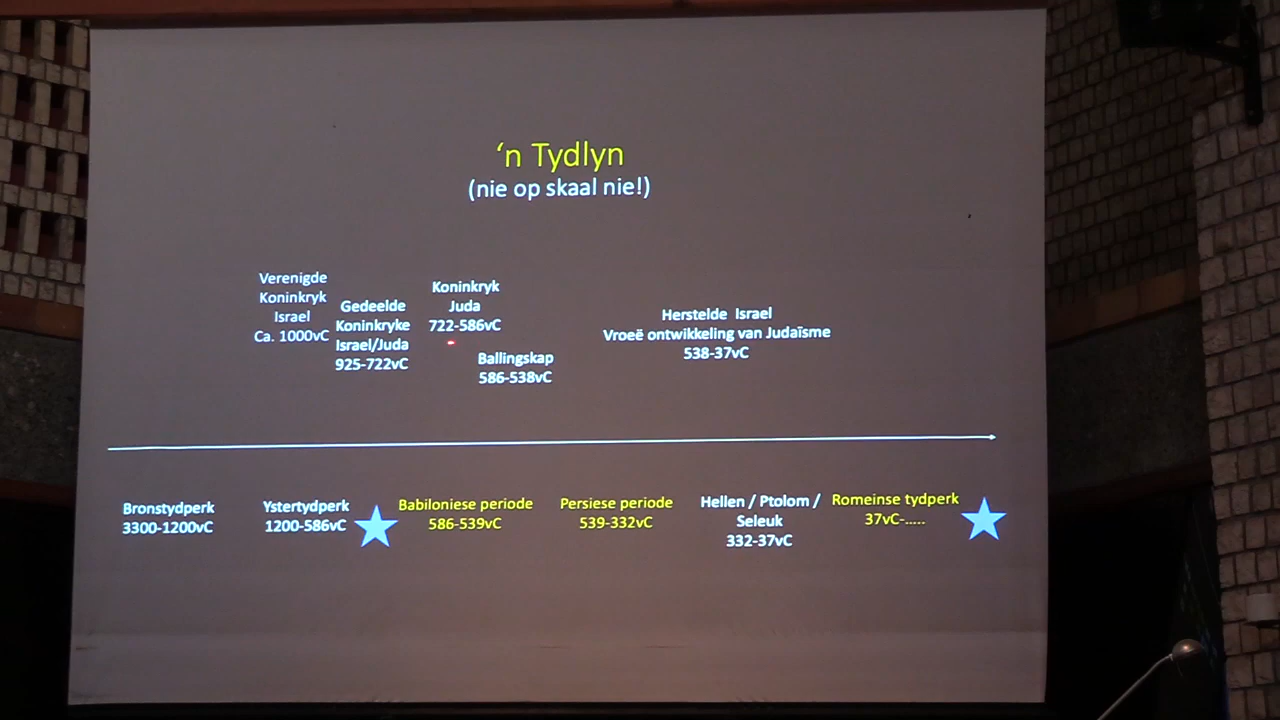 ‘n Tydlyn
(nie op skaal nie!)
Verenigde
Koninkryk
Israel
Ca. 1000vC
Gedeelde
Koninkryke
Israel/Juda
925-722vC
Koninkryk
Juda
722-586vC
Ballingskap
586-538vC
Herstelde Israel
Vroeë ontwikkeling van Judaïsme
538-37vC
Bronstydperk
3300-1200vC
Ystertydperk
1200-586vC
Babiloniese periode
586-539vC
Persiese periode
539-332vC
Hellen / Ptolom /
Seleuk
332-37vC
Romeinse tydperk
37vC-.....